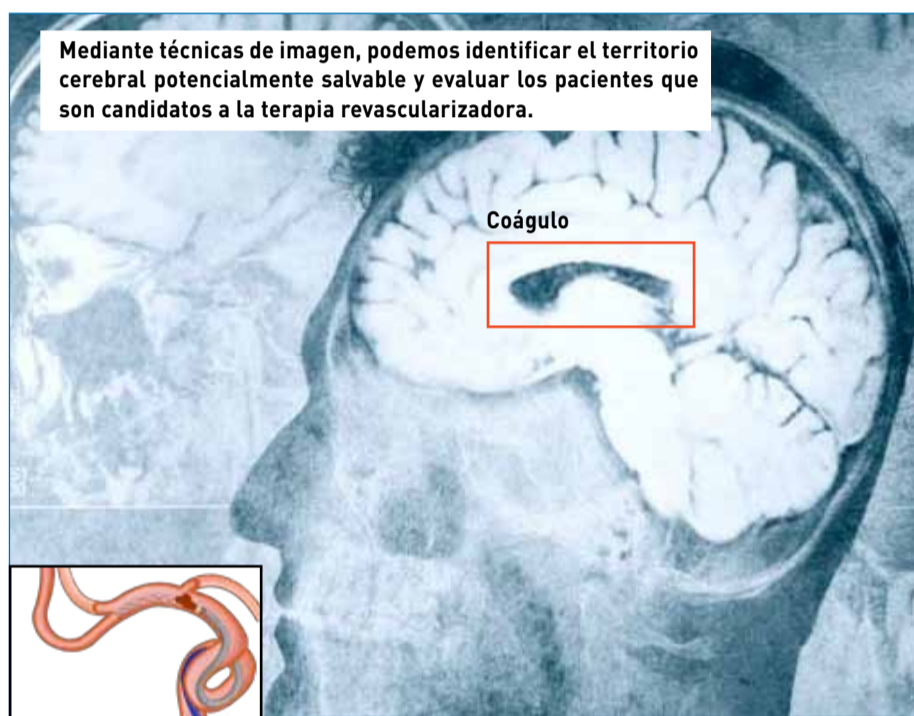 Mediante técnicas de imagen, podemos identificar el territorio
cerebral potencialmente salvable y evaluar los pacientes que
son candidatos a la terapia revascularizadora.
Coágulo